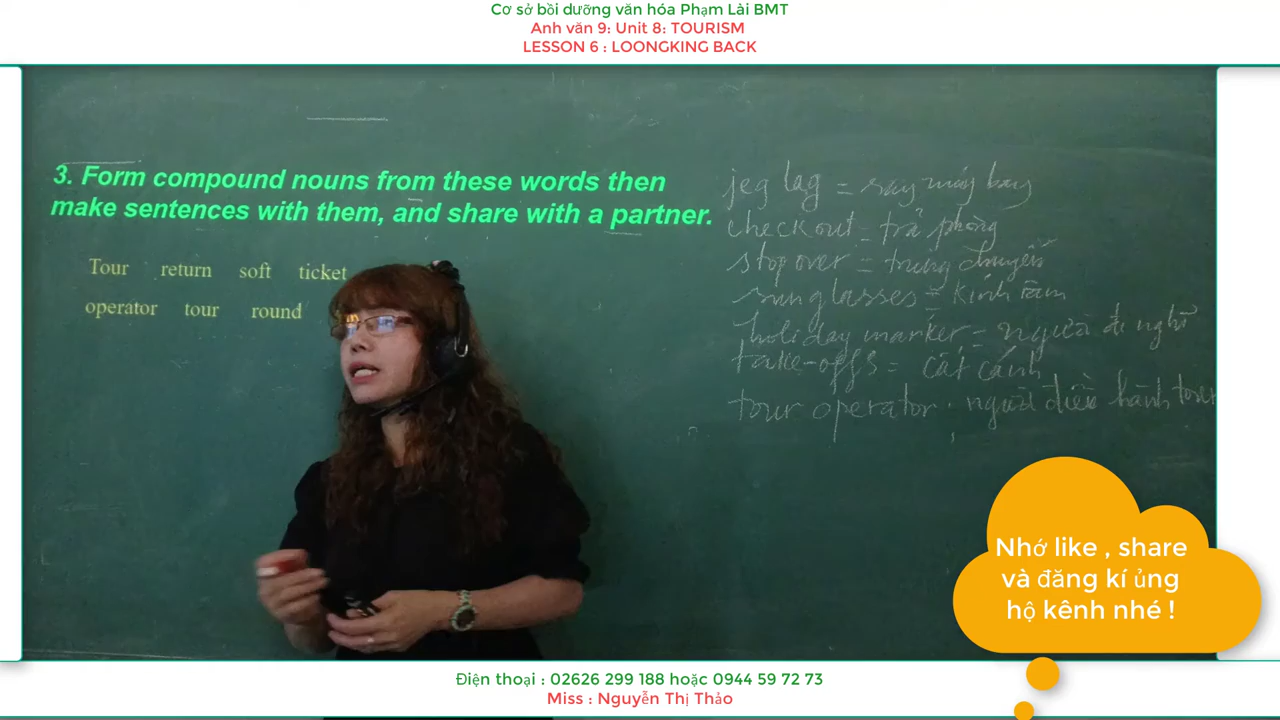 Cơ sở bồi dưỡng văn hóa Phạm Lài BMT
Anh văn 9: Unit 8: TOURISM
LESSON 6 : LOONGKING BACK
3. Form compound nouns from these words then
make sentences with them, and share with a partner.
Tour return soft ticket
operator tour round
jeg lag = say máy bay
checkout = trả phòng
stop over = trung chuyển
sunglasses = kính râm
holiday marker = người đi nghỉ
take-offs = cất cánh
tour operator . người điều hành tour
Nhớ like , share
và đăng kí ủng
hộ kênh nhé !
Điện thoại : 02626 299 188 hoặc 0944 59 72 73
Miss : Nguyễn Thị Thảo